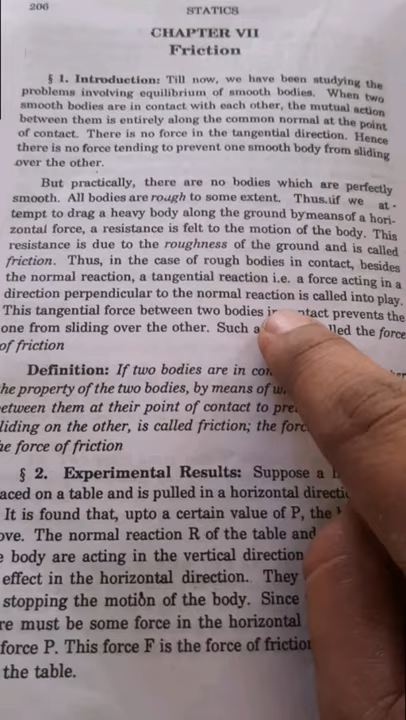 206
STATICS
CHAPTER VII
Friction
§ 1. Introduction: Till now, we have been studying the
problems involving equilibrium of smooth bodies. When two
smooth bodies are in contact with each other, the mutual action
between them is entirely along the common normal at the point
of contact. There is no force in the tangential direction. Hence
there is no force tending to prevent one smooth body from sliding
over the other.
But practically, there are no bodies which are perfectly
smooth. All bodies are rough to some extent. Thus.if we at-
tempt to drag a heavy body along the ground by means of a hori-
zontal force, a resistance is felt to the motion of the body. This
resistance is due to the roughness of the ground and is called
friction. Thus, in the case of rough bodies in contact, besides
the normal reaction, a tangential reaction i.e. a force acting in a
direction perpendicular to the normal reaction is called into play.
This tangential force between two bodies prevents the
one from sliding over the other. Such the force
of friction
Definition: If two bodies are in
the property of the two bodies, by means of
between them at their point of contact to
sliding on the other, is called friction; the
the force of friction
§ 2. Experimental Results: Suppose a
placed on a table and is pulled in a horizontal
It is found that, upto a certain value of P, the
The normal reaction R of the table and
body are acting in the vertical direction
effect in the horizontal direction. They
stopping the motion of the body. Since
must be some force in the horizontal
force P. This force F is the force of friction
the table.